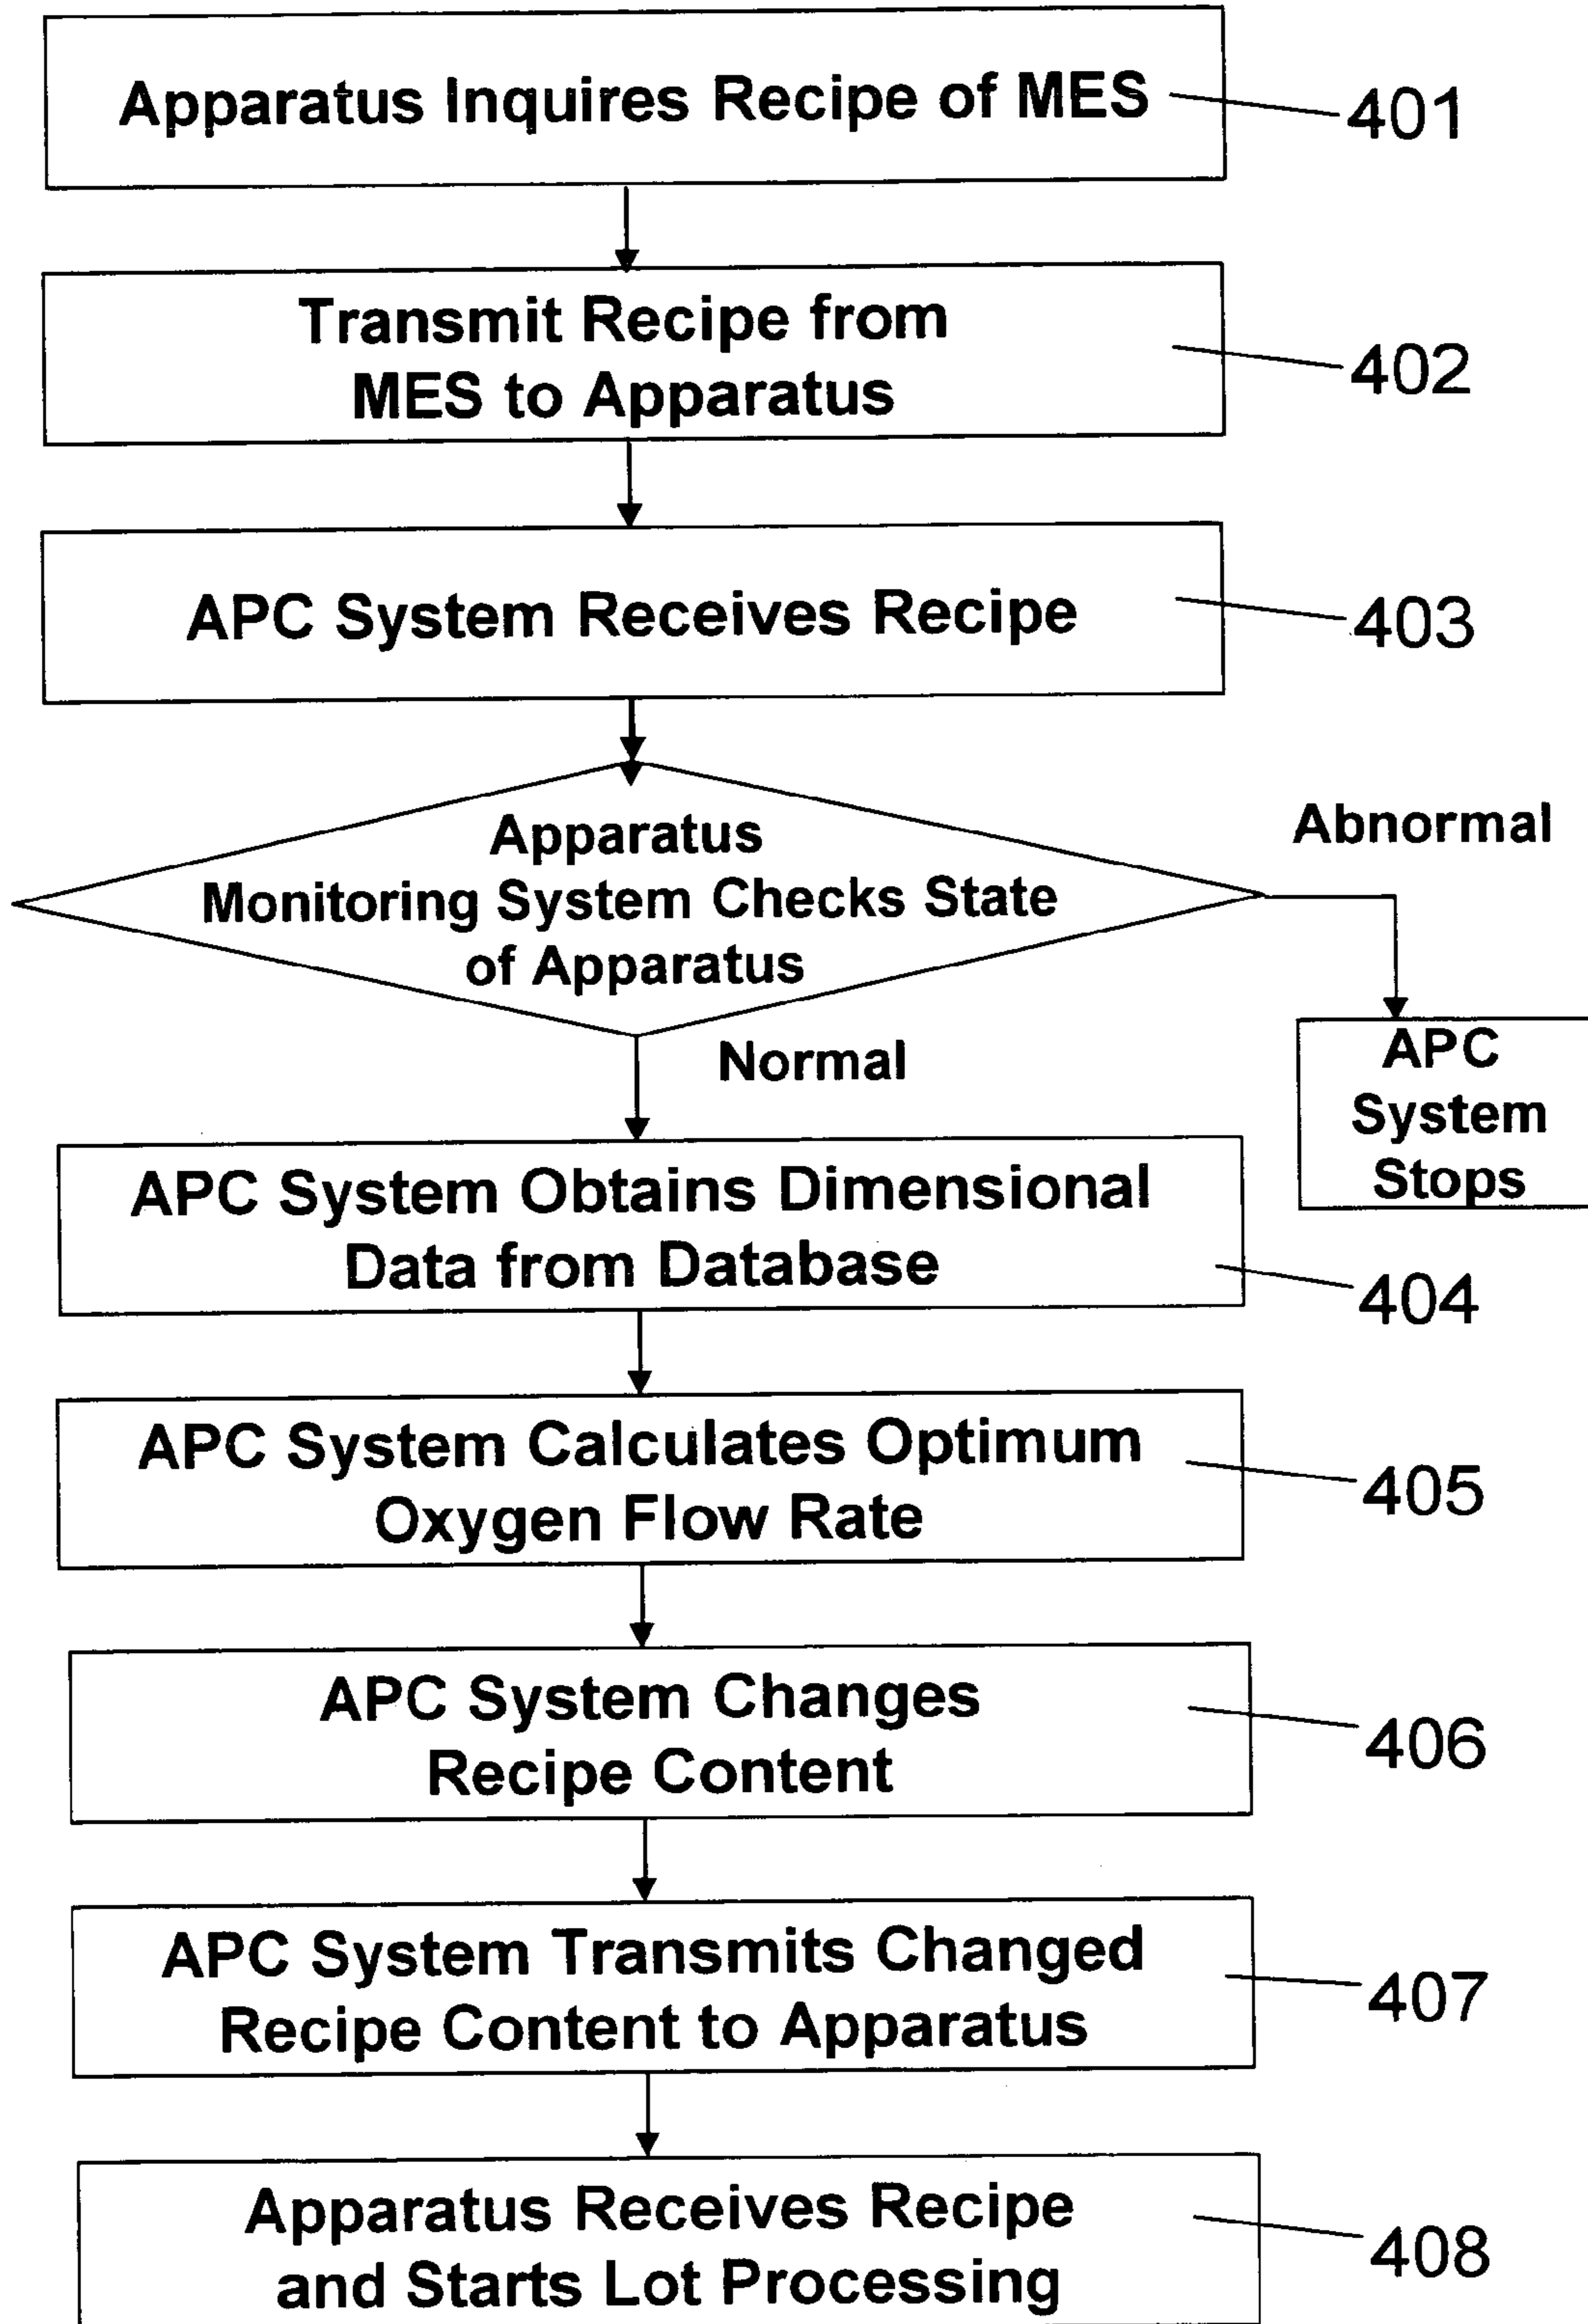 Apparatus Inquires Recipe of MES
401
Transmit Recipe from
MES to Apparatus
402
APC System Receives Recipe
403
Apparatus
Monitoring System Checks State
of Apparatus
Abnormal
Normal
APC
System
Stops
APC System Obtains Dimensional
Data from Database
404
APC System Calculates Optimum
Oxygen Flow Rate
405
APC System Changes
Recipe Content
406
APC System Transmits Changed
Recipe Content to Apparatus
407
Apparatus Receives Recipe
and Starts Lot Processing
408